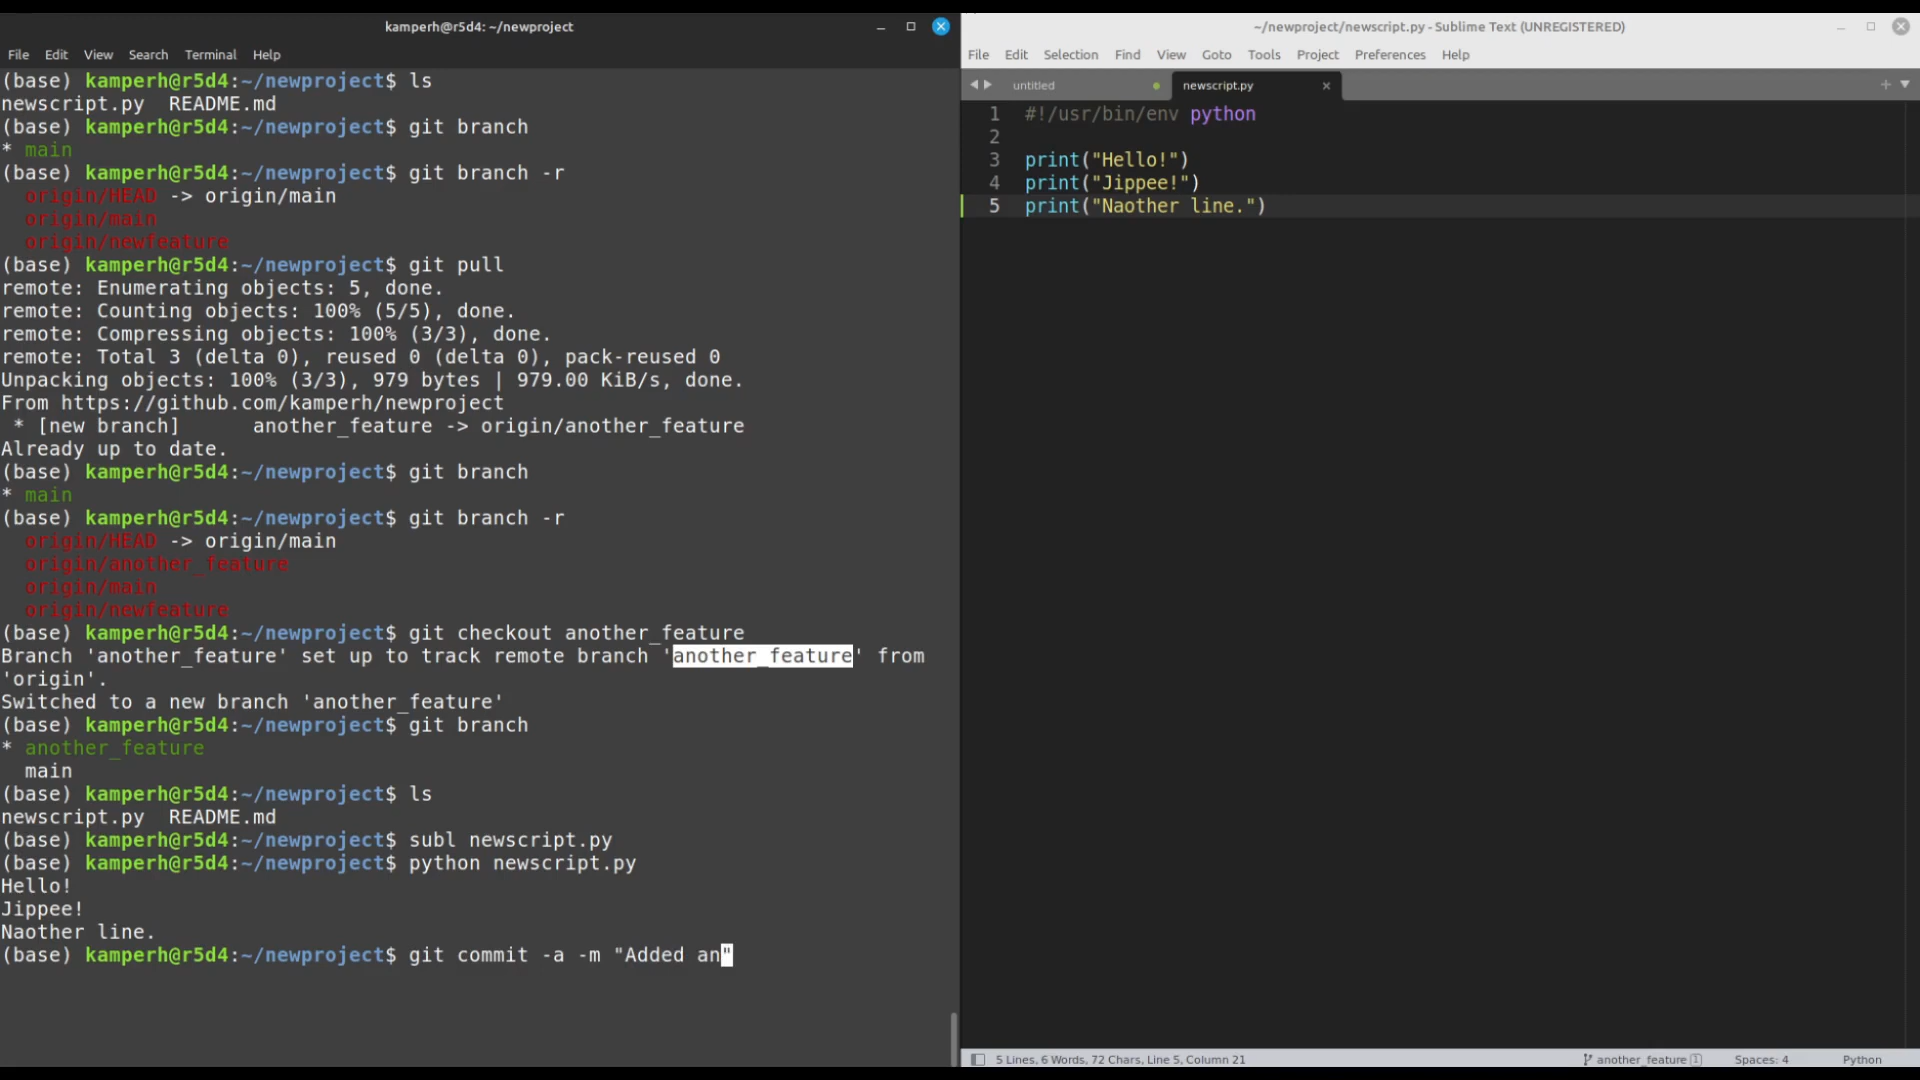 kamperh@r5d4: ~/newproject
File Edit View Search Terminal Help
(base) kamperh@r5d4:~/newproject$ ls
newscript.py  README.md
(base) kamperh@r5d4:~/newproject$ git branch
* main
(base) kamperh@r5d4:~/newproject$ git branch -r
origin/HEAD -> origin/main
origin/main
origin/newfeature
(base) kamperh@r5d4:~/newproject$ git pull
remote: Enumerating objects: 5, done.
remote: Counting objects: 100% (5/5), done.
remote: Compressing objects: 100% (3/3), done.
remote: Total 3 (delta 0), reused 0 (delta 0), pack-reused 0
Unpacking objects: 100% (3/3), 979 bytes | 979.00 KiB/s, done.
From https://github.com/kamperh/newproject
* [new branch]      another_feature -> origin/another_feature
Already up to date.
(base) kamperh@r5d4:~/newproject$ git branch
* main
(base) kamperh@r5d4:~/newproject$ git branch -r
origin/HEAD -> origin/main
origin/another_feature
origin/main
origin/newfeature
(base) kamperh@r5d4:~/newproject$ git checkout another_feature
Branch 'another_feature' set up to track remote branch 'another_feature' from
'origin'.
Switched to a new branch 'another_feature'
(base) kamperh@r5d4:~/newproject$ git branch
* another_feature
main
(base) kamperh@r5d4:~/newproject$ ls
newscript.py  README.md
(base) kamperh@r5d4:~/newproject$ subl newscript.py
(base) kamperh@r5d4:~/newproject$ python newscript.py
Hello!
Jippee!
Naother line.
(base) kamperh@r5d4:~/newproject$ git commit -a -m "Added an"
~/newproject/newscript.py - Sublime Text (UNREGISTERED)
File Edit Selection Find View Goto Tools Project Preferences Help
untitled newscript.py
1 #!/usr/bin/env python
2
3 print("Hello!")
4 print("Jippee!")
5 print("Naother line.")
5 Lines, 6 Words, 72 Chars, Line 5, Column 21 another_feature 1 Spaces: 4 Python